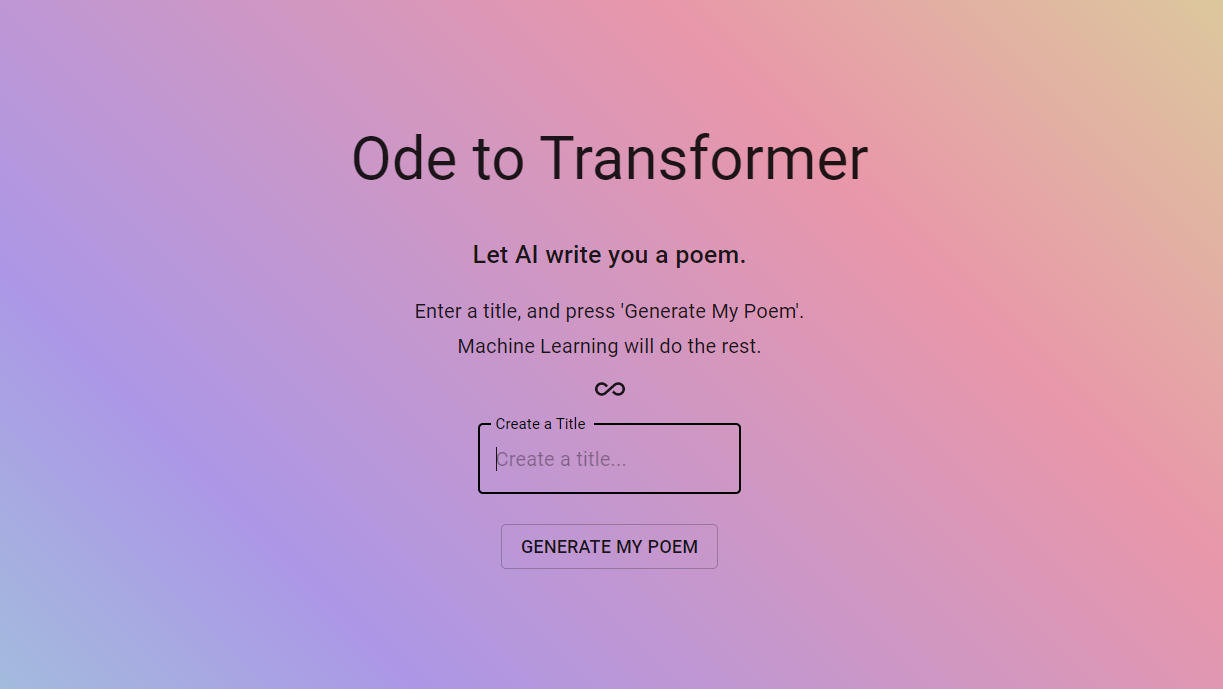 Ode to Transformer
Let AI write you a poem.
Enter a title, and press 'Generate My Poem'.
Machine Learning will do the rest.
Create a Title
Create a title...
GENERATE MY POEM